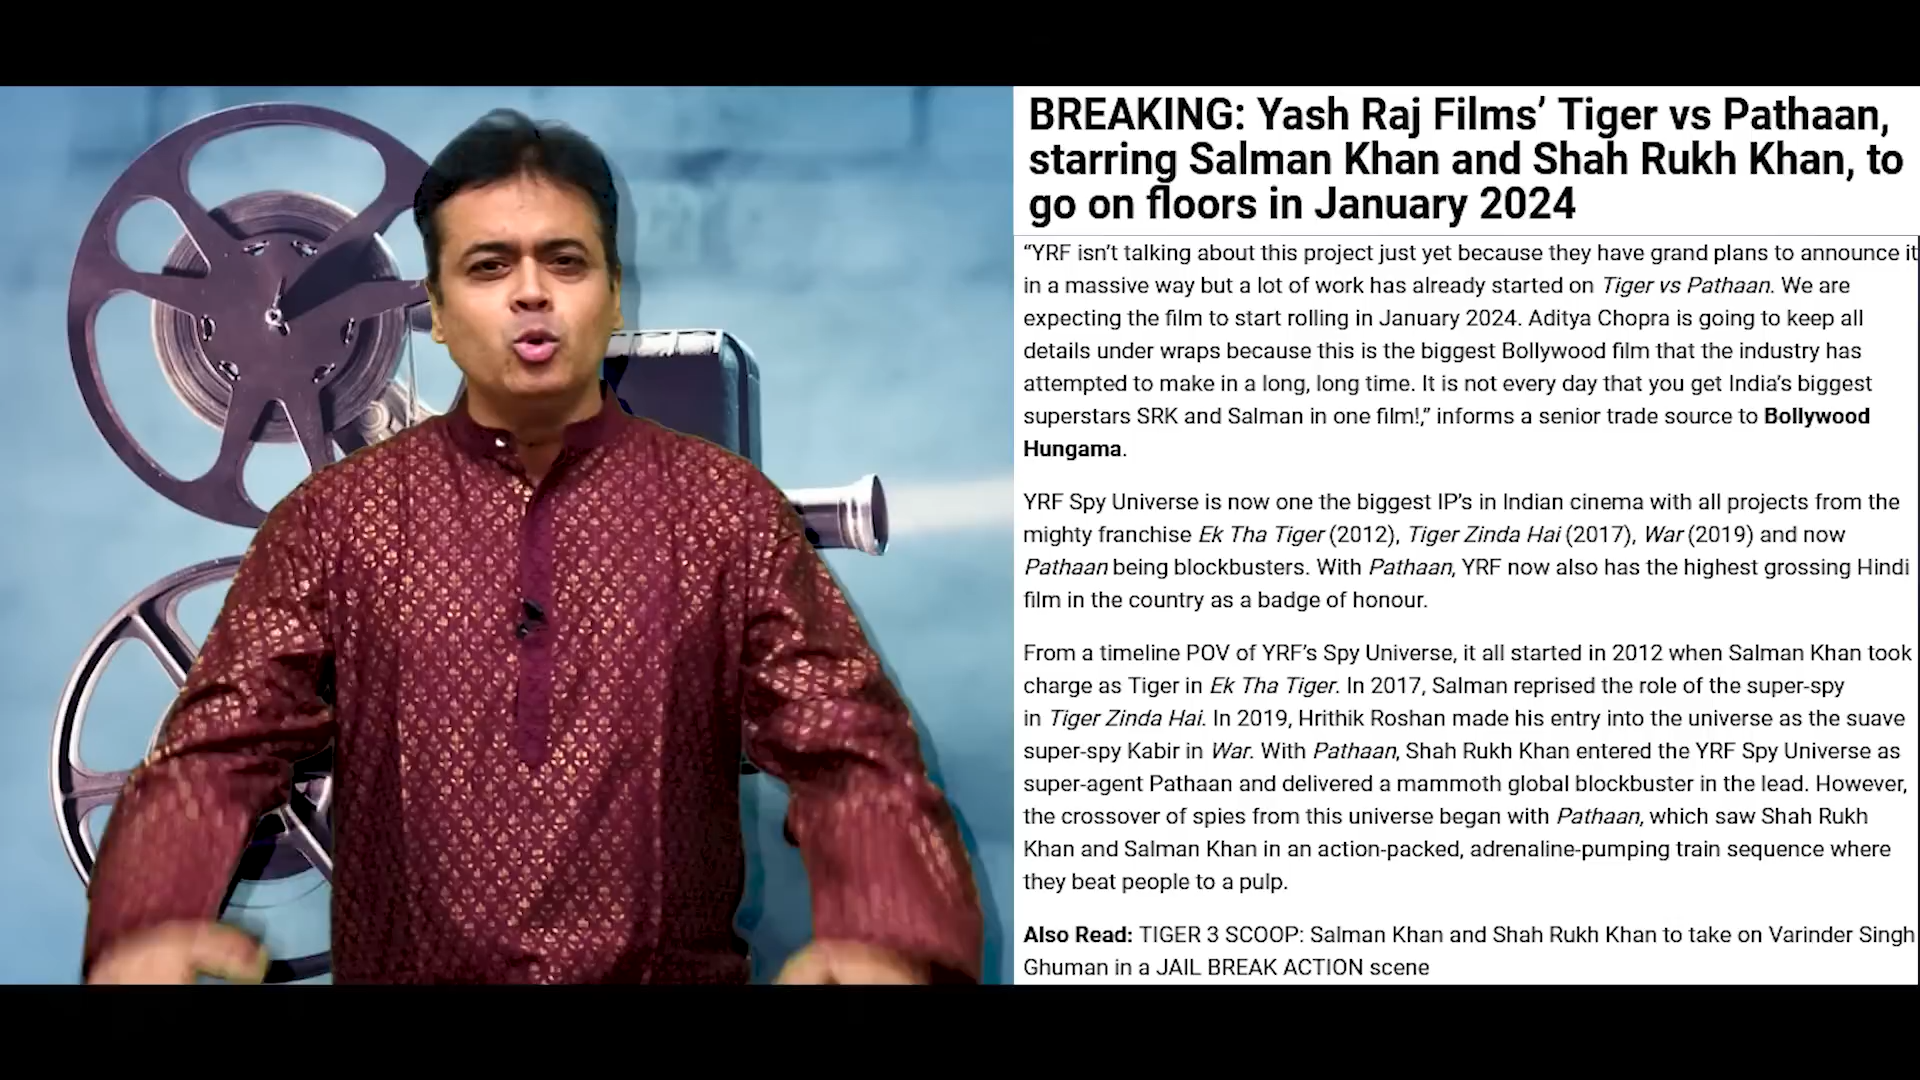 BREAKING: Yash Raj Films’ Tiger vs Pathaan,
starring Salman Khan and Shah Rukh Khan, to
go on floors in January 2024
“YRF isn’t talking about this project just yet because they have grand plans to announce it
in a massive way but a lot of work has already started on Tiger vs Pathaan. We are
expecting the film to start rolling in January 2024. Aditya Chopra is going to keep all
details under wraps because this is the biggest Bollywood film that the industry has
attempted to make in a long, long time. It is not every day that you get India’s biggest
superstars SRK and Salman in one film!,” informs a senior trade source to Bollywood
Hungama.
YRF Spy Universe is now one the biggest IP’s in Indian cinema with all projects from the
mighty franchise Ek Tha Tiger (2012), Tiger Zinda Hai (2017), War (2019) and now
Pathaan being blockbusters. With Pathaan, YRF now also has the highest grossing Hindi
film in the country as a badge of honour.
From a timeline POV of YRF’s Spy Universe, it all started in 2012 when Salman Khan took
charge as Tiger in Ek Tha Tiger. In 2017, Salman reprised the role of the super-spy
in Tiger Zinda Hai. In 2019, Hrithik Roshan made his entry into the universe as the suave
super-spy Kabir in War. With Pathaan, Shah Rukh Khan entered the YRF Spy Universe as
super-agent Pathaan and delivered a mammoth global blockbuster in the lead. However,
the crossover of spies from this universe began with Pathaan, which saw Shah Rukh
Khan and Salman Khan in an action-packed, adrenaline-pumping train sequence where
they beat people to a pulp.
Also Read: TIGER 3 SCOOP: Salman Khan and Shah Rukh Khan to take on Varinder Singh
Ghuman in a JAIL BREAK ACTION scene